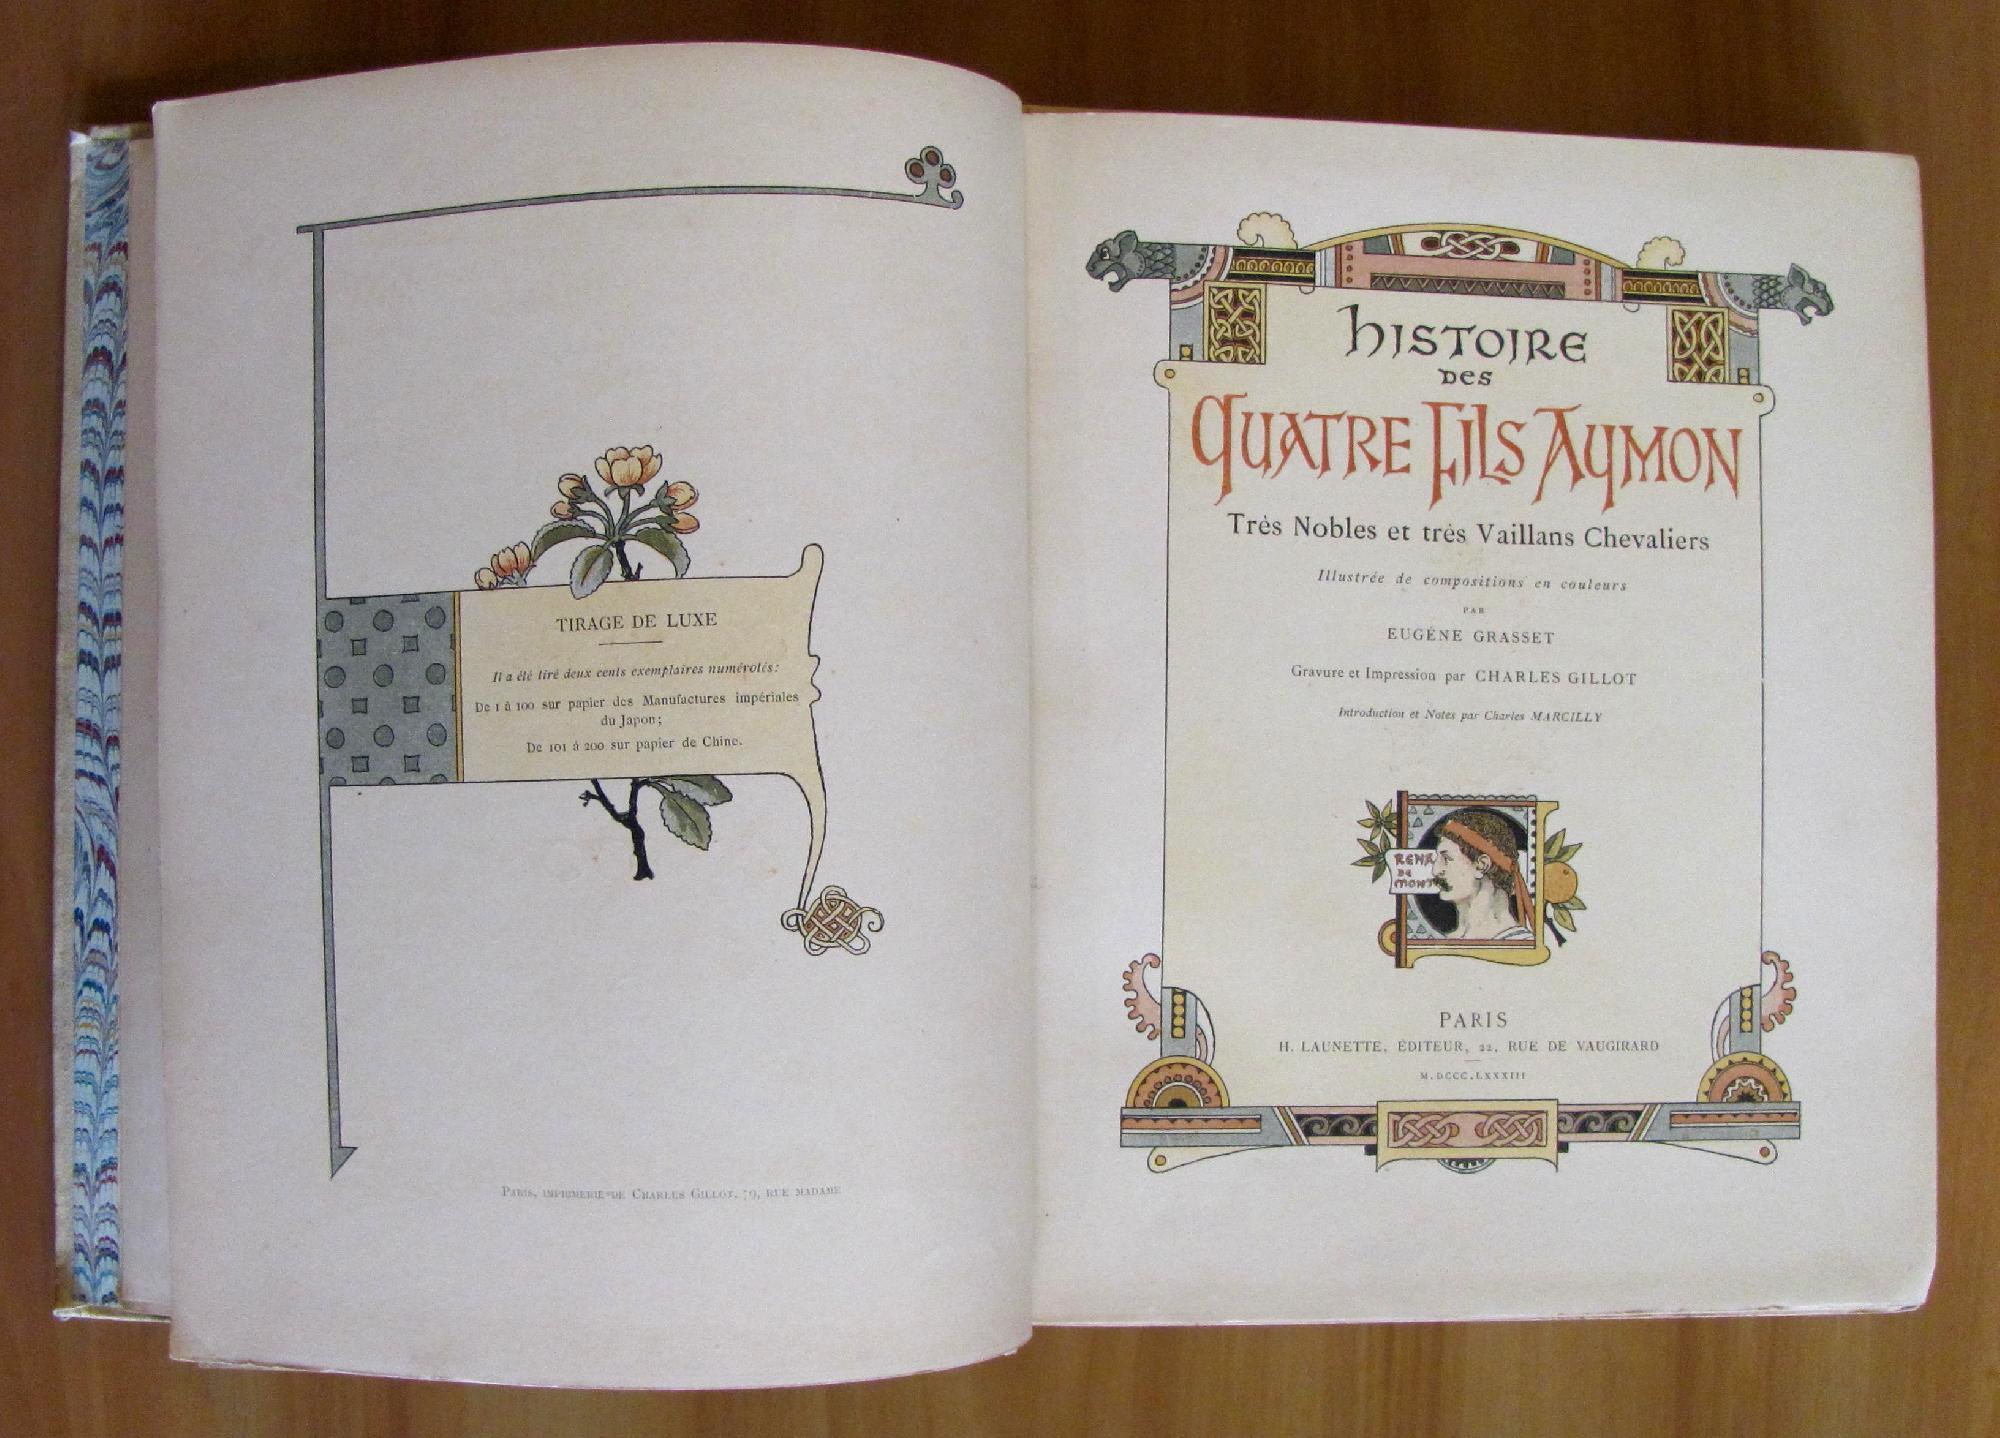 TIRAGE DE LUXE
Il a été tiré deux cents exemplaires numérotés:
De 1 à 100 sur papier des Manufactures impériales
du Japon;
De 101 à 200 sur papier de Chine.
PARIS, IMPRIMERIE DE CHARLES GILLOT, 79, RUE MADAME
HISTOIRE
DES
QUATRE FILS AYMON
Très Nobles et très Vaillans Chevaliers
Illustrée de compositions en couleurs
PAR
EUGÈNE GRASSET
Gravure et Impression par CHARLES GILLOT
Introduction et Notes par Charles MARCILLY
RENA
DE
MONT
PARIS
H. LAUNETTE, ÉDITEUR, 22, RUE DE VAUGIRARD
M.DCCC.LXXXIII